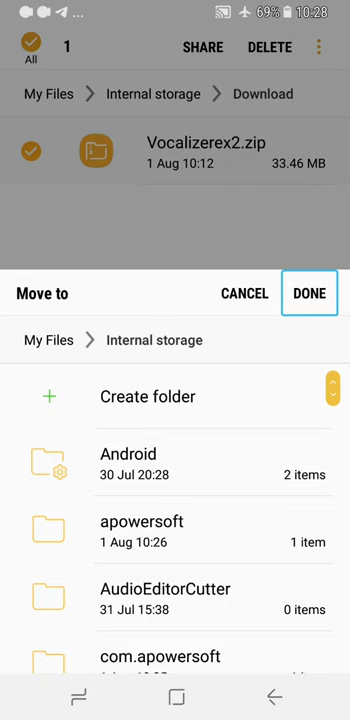 69% 10:28
All
1
SHARE
DELETE
My Files
Internal storage
Download
Vocalizerex2.zip
1 Aug 10:12
33.46 MB
Move to
CANCEL
DONE
My Files
Internal storage
Create folder
Android
30 Jul 20:28
2 items
apowersoft
1 Aug 10:26
1 item
AudioEditorCutter
31 Jul 15:38
0 items
com.apowersoft